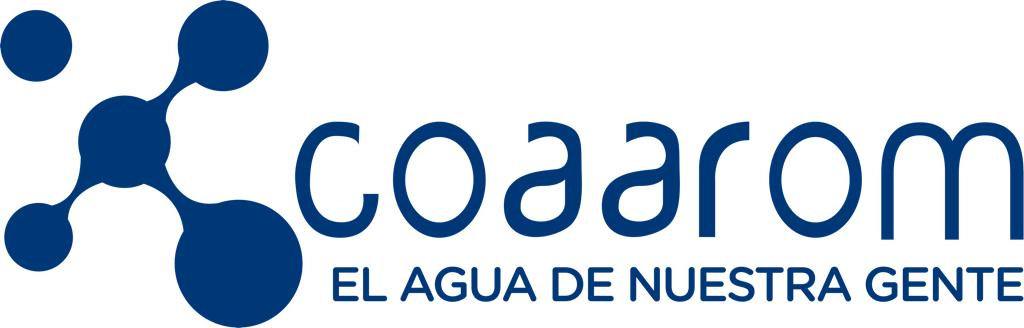 coaarom
EL AGUA DE NUESTRA GENTE